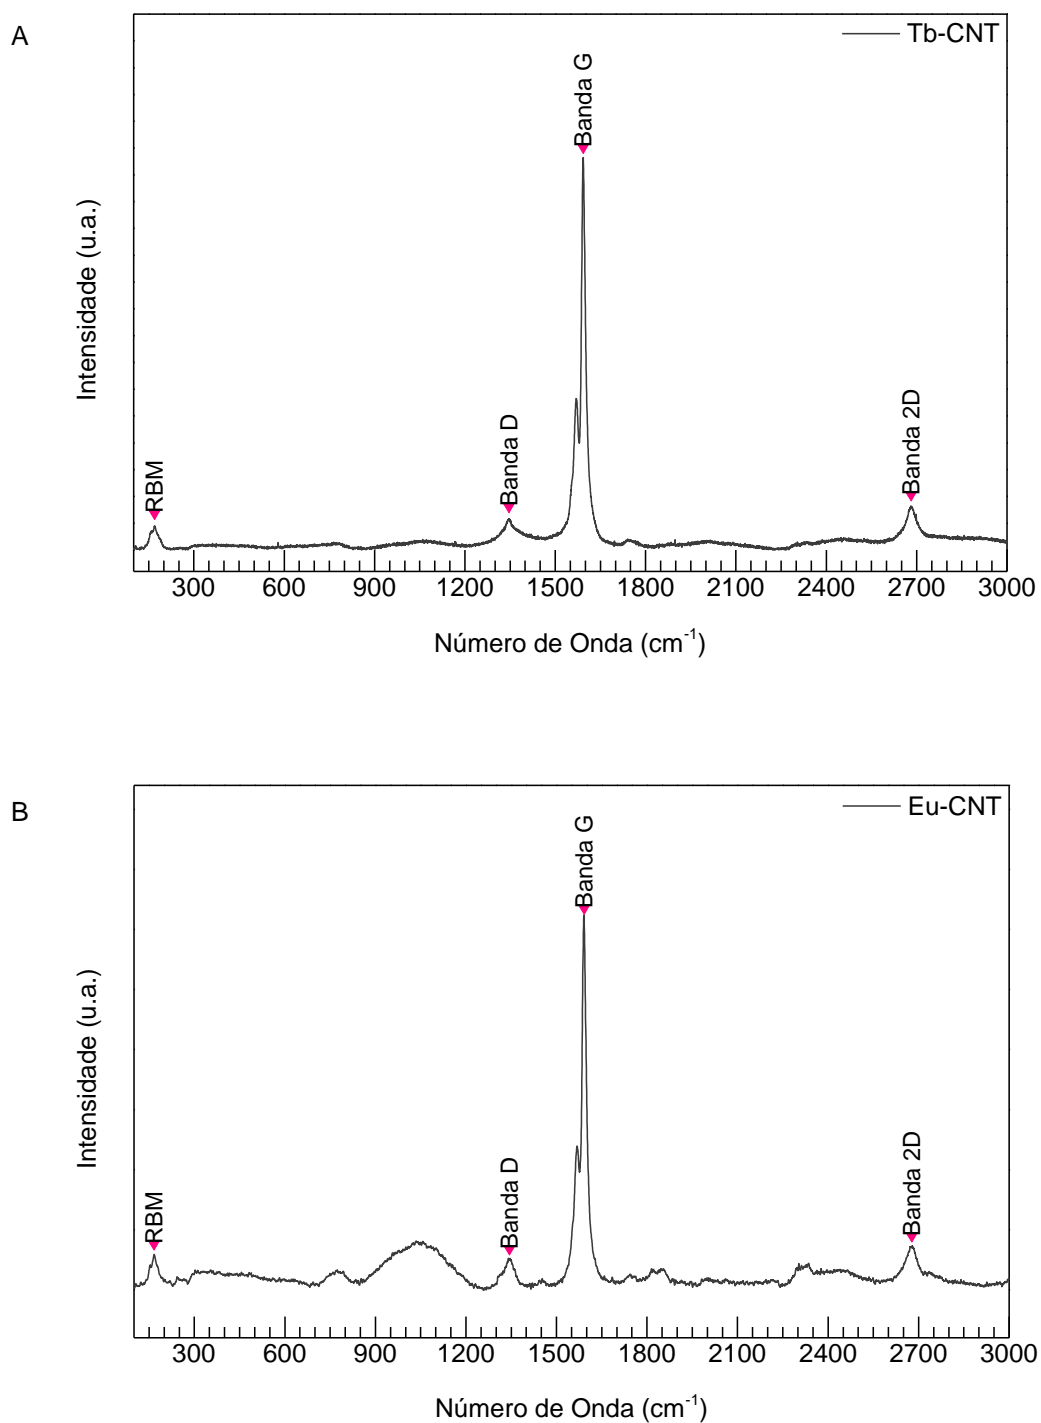 A
Tb-CNT
Banda G
Banda D
Banda 2D
RBM
Intensidade (u.a.)
300 600 900 1200 1500 1800 2100 2400 2700 3000
Número de Onda (cm⁻¹)
B
Eu-CNT
Banda G
Banda D
Banda 2D
RBM
Intensidade (u.a.)
300 600 900 1200 1500 1800 2100 2400 2700 3000
Número de Onda (cm⁻¹)